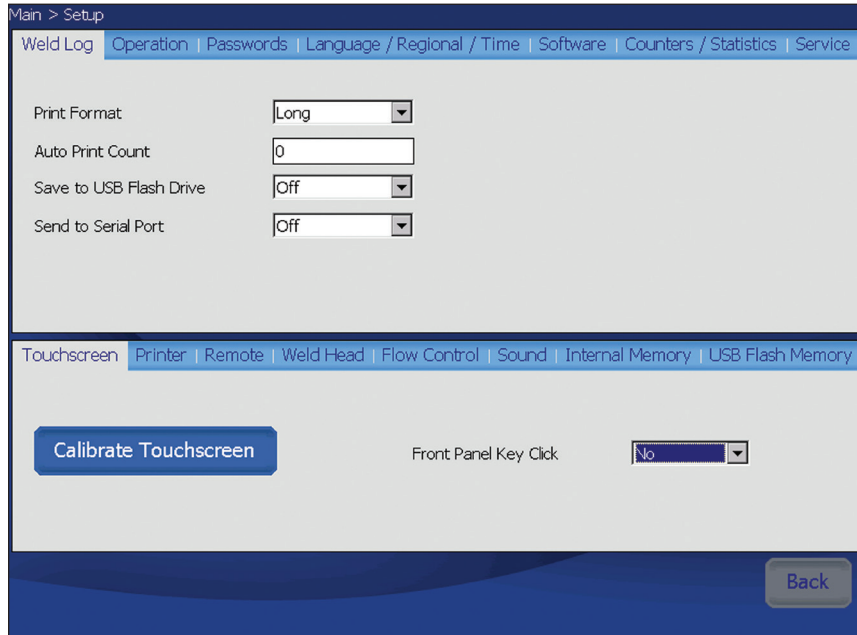 Main > Setup
Weld Log | Operation | Passwords | Language / Regional / Time | Software | Counters / Statistics | Service
Print Format Long
Auto Print Count 0
Save to USB Flash Drive Off
Send to Serial Port Off
Touchscreen | Printer | Remote | Weld Head | Flow Control | Sound | Internal Memory | USB Flash Memory
Calibrate Touchscreen Front Panel Key Click No
Back